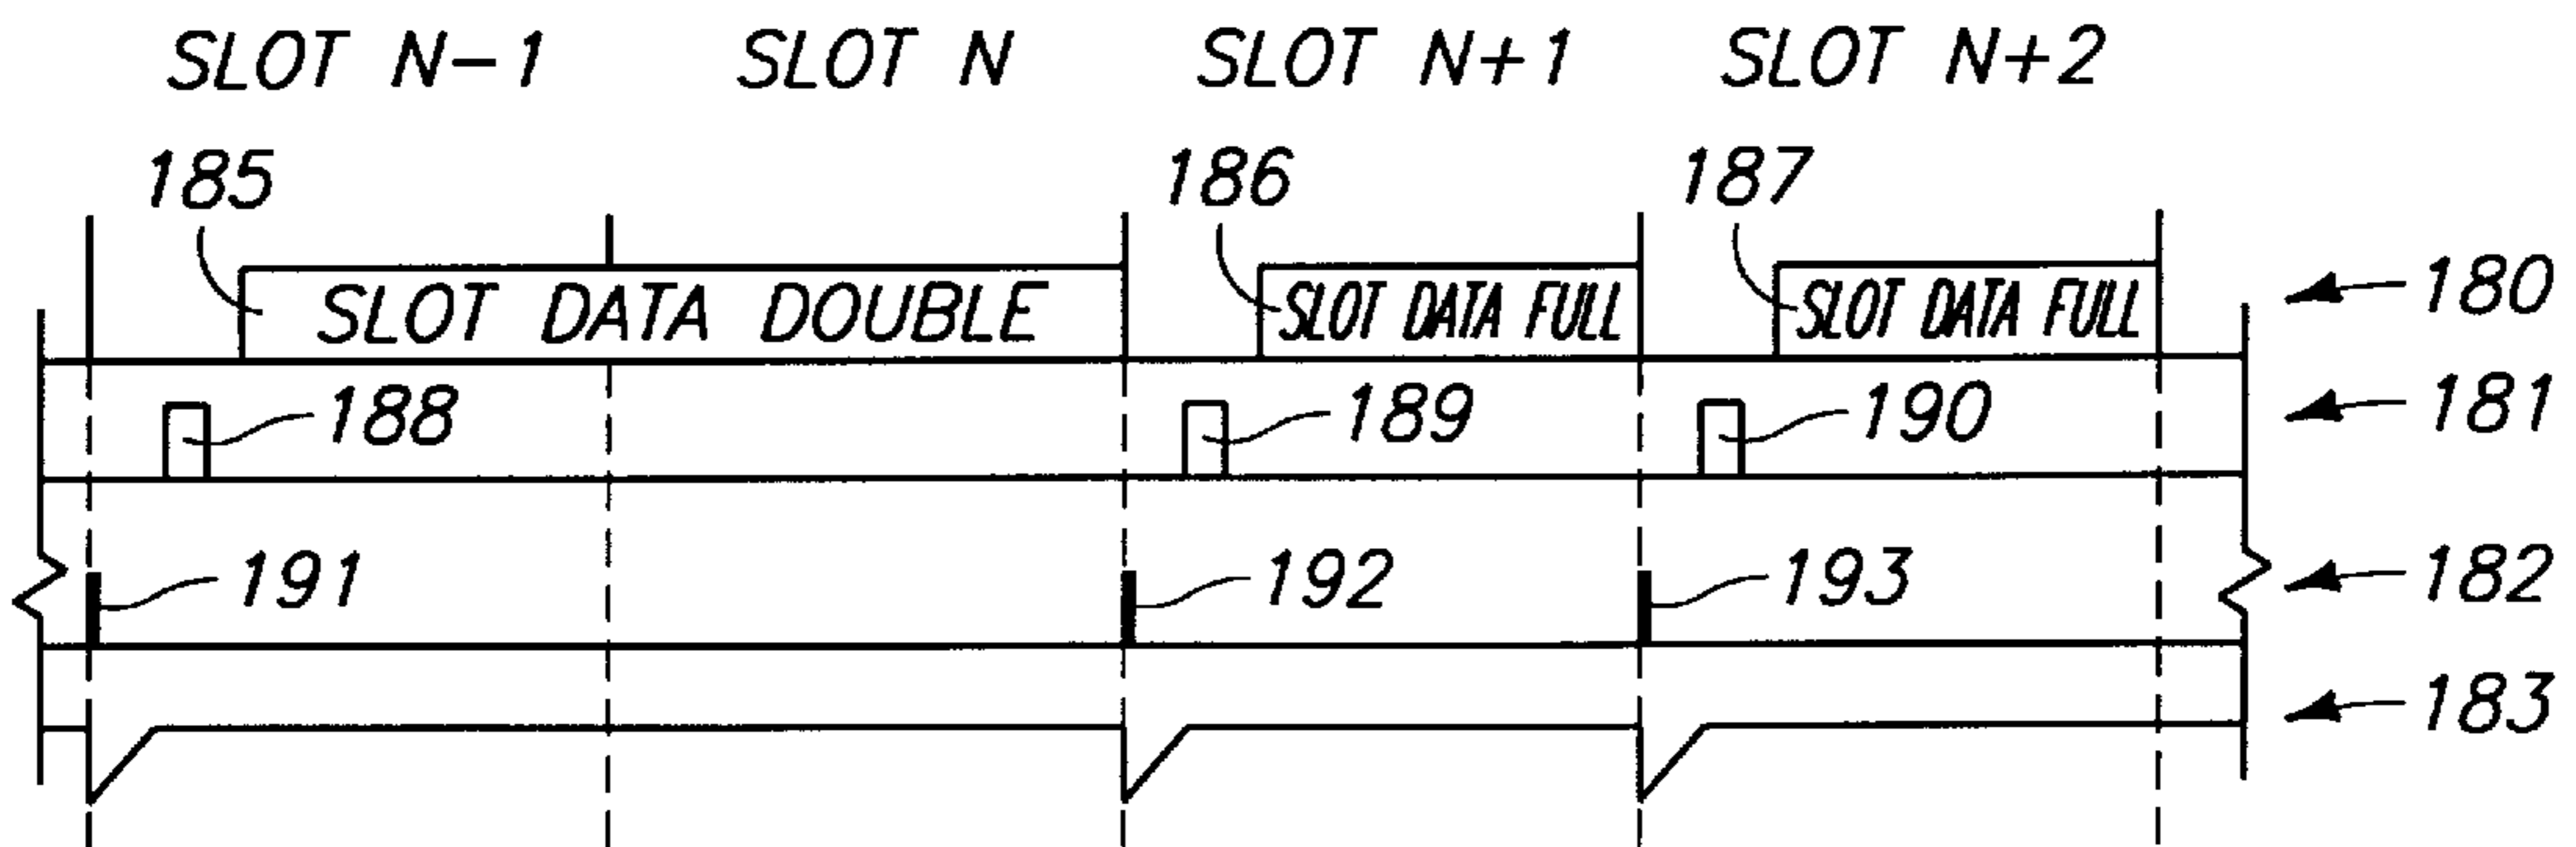 SLOT N-1 SLOT N SLOT N+1 SLOT N+2
185 186 187
SLOT DATA DOUBLE SLOT DATA FULL SLOT DATA FULL 180
188 189 190 181
191 192 193 182
183